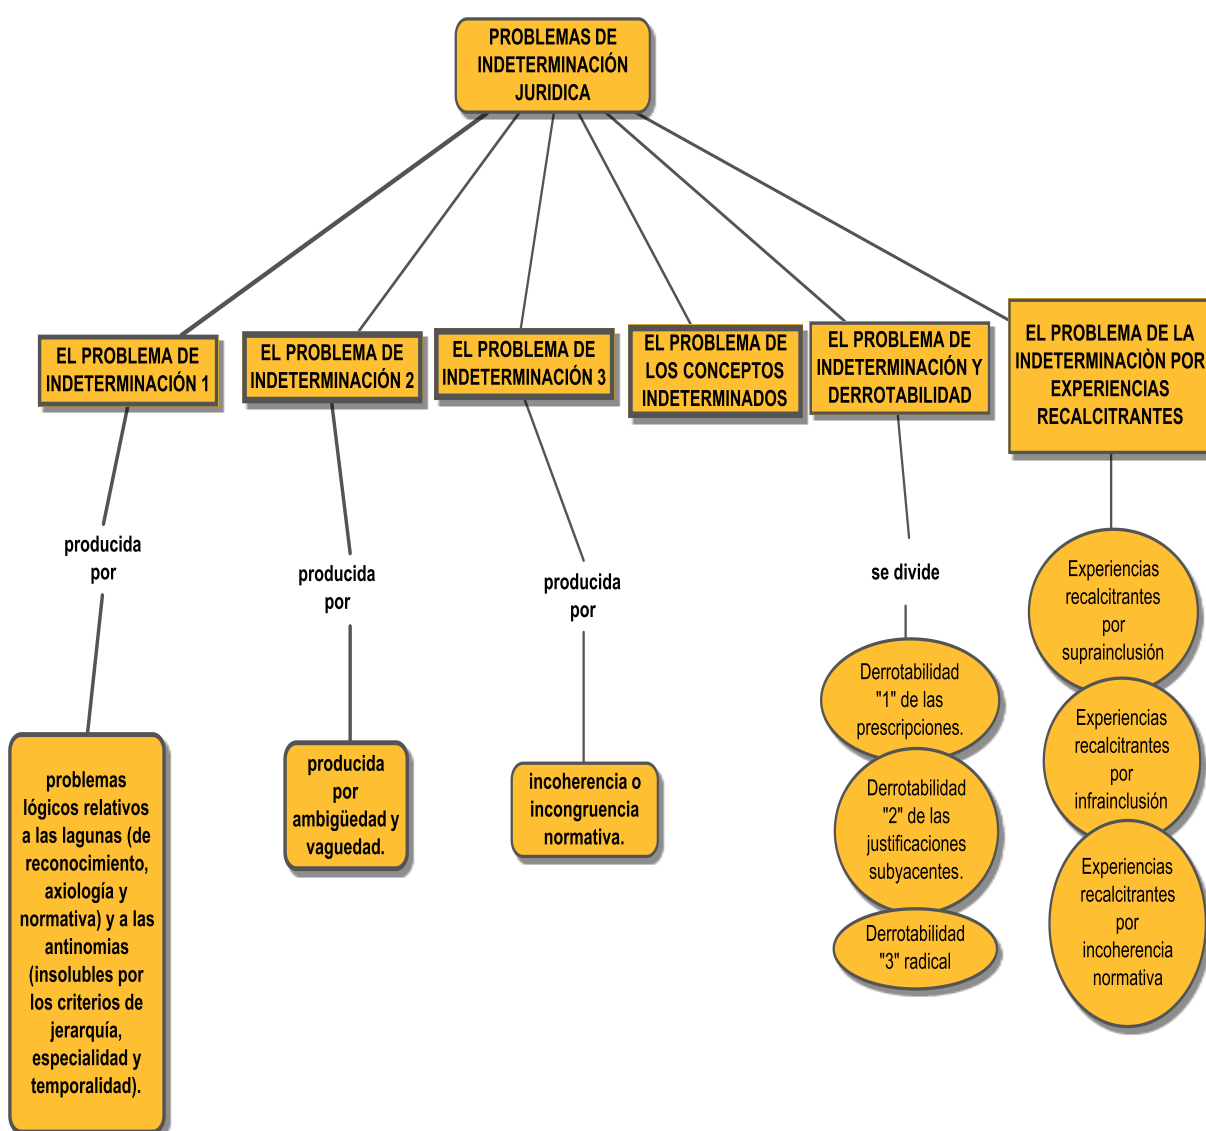 PROBLEMAS DE
INDETERMINACIÓN
JURIDICA
EL PROBLEMA DE
INDETERMINACIÓN 1
EL PROBLEMA DE
INDETERMINACIÓN 2
EL PROBLEMA DE
INDETERMINACIÓN 3
EL PROBLEMA DE
LOS CONCEPTOS
INDETERMINADOS
EL PROBLEMA DE
INDETERMINACIÓN Y
DERROTABILIDAD
EL PROBLEMA DE LA
INDETERMINACIÒN POR
EXPERIENCIAS
RECALCITRANTES
producida
por
producida
por
producida
por
se divide
problemas
lógicos relativos
a las lagunas (de
reconocimiento,
axiología y
normativa) y a las
antinomias
(insolubles por
los criterios de
jerarquía,
especialidad y
temporalidad).
producida
por
ambigüedad y
vaguedad.
incoherencia o
incongruencia
normativa.
Derrotabilidad
"1" de las
prescripciones.
Derrotabilidad
"2" de las
justificaciones
subyacentes.
Derrotabilidad
"3" radical
Experiencias
recalcitrantes
por
suprainclusión
Experiencias
recalcitrantes
por
infrainclusión
Experiencias
recalcitrantes
por
incoherencia
normativa